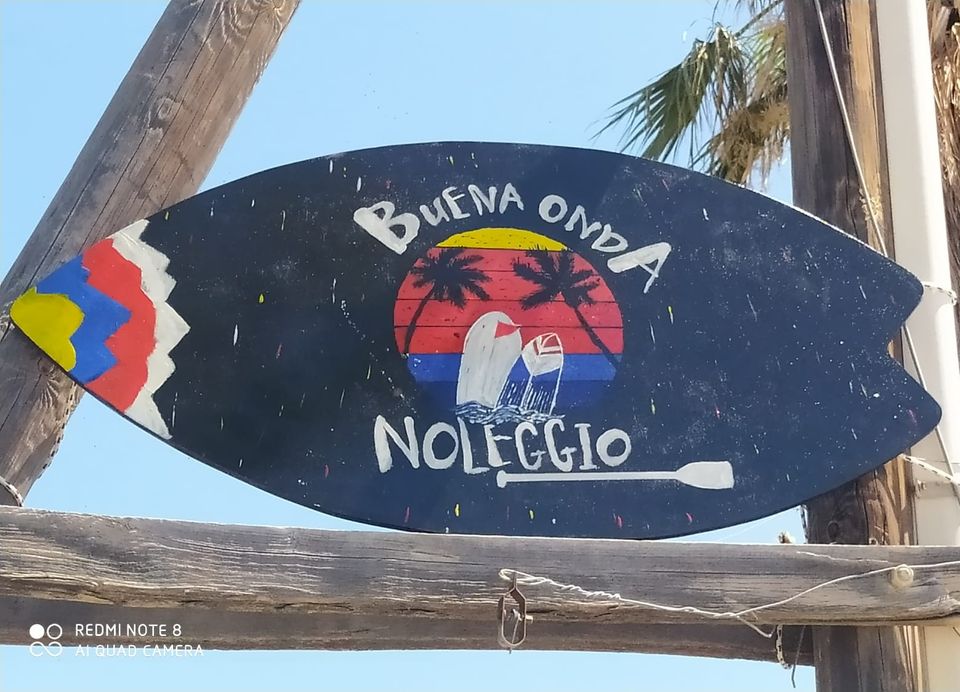 BUENA ONDA
NOLEGGIO
REDMI NOTE 8
AI QUAD CAMERA